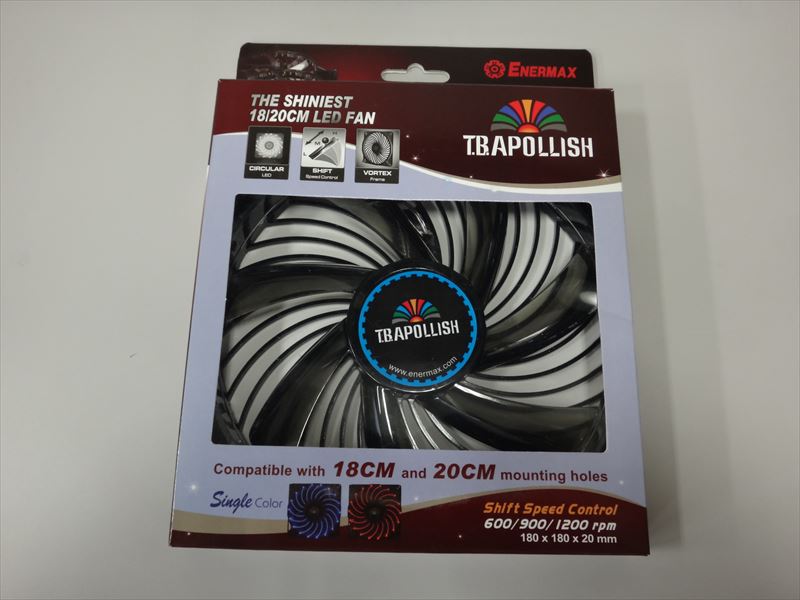 ENERMAX
THE SHINIEST
18/20CM LED FAN
T.B.APOLLISH
CIRCULAR
LED
L M H
SHIFT
Speed Control
VORTEX
Frame
T.B.APOLLISH
www.enermax.com
Compatible with 18CM and 20CM mounting holes
Single Color
Shift Speed Control
600/900/1200 rpm
180 x 180 x 20 mm